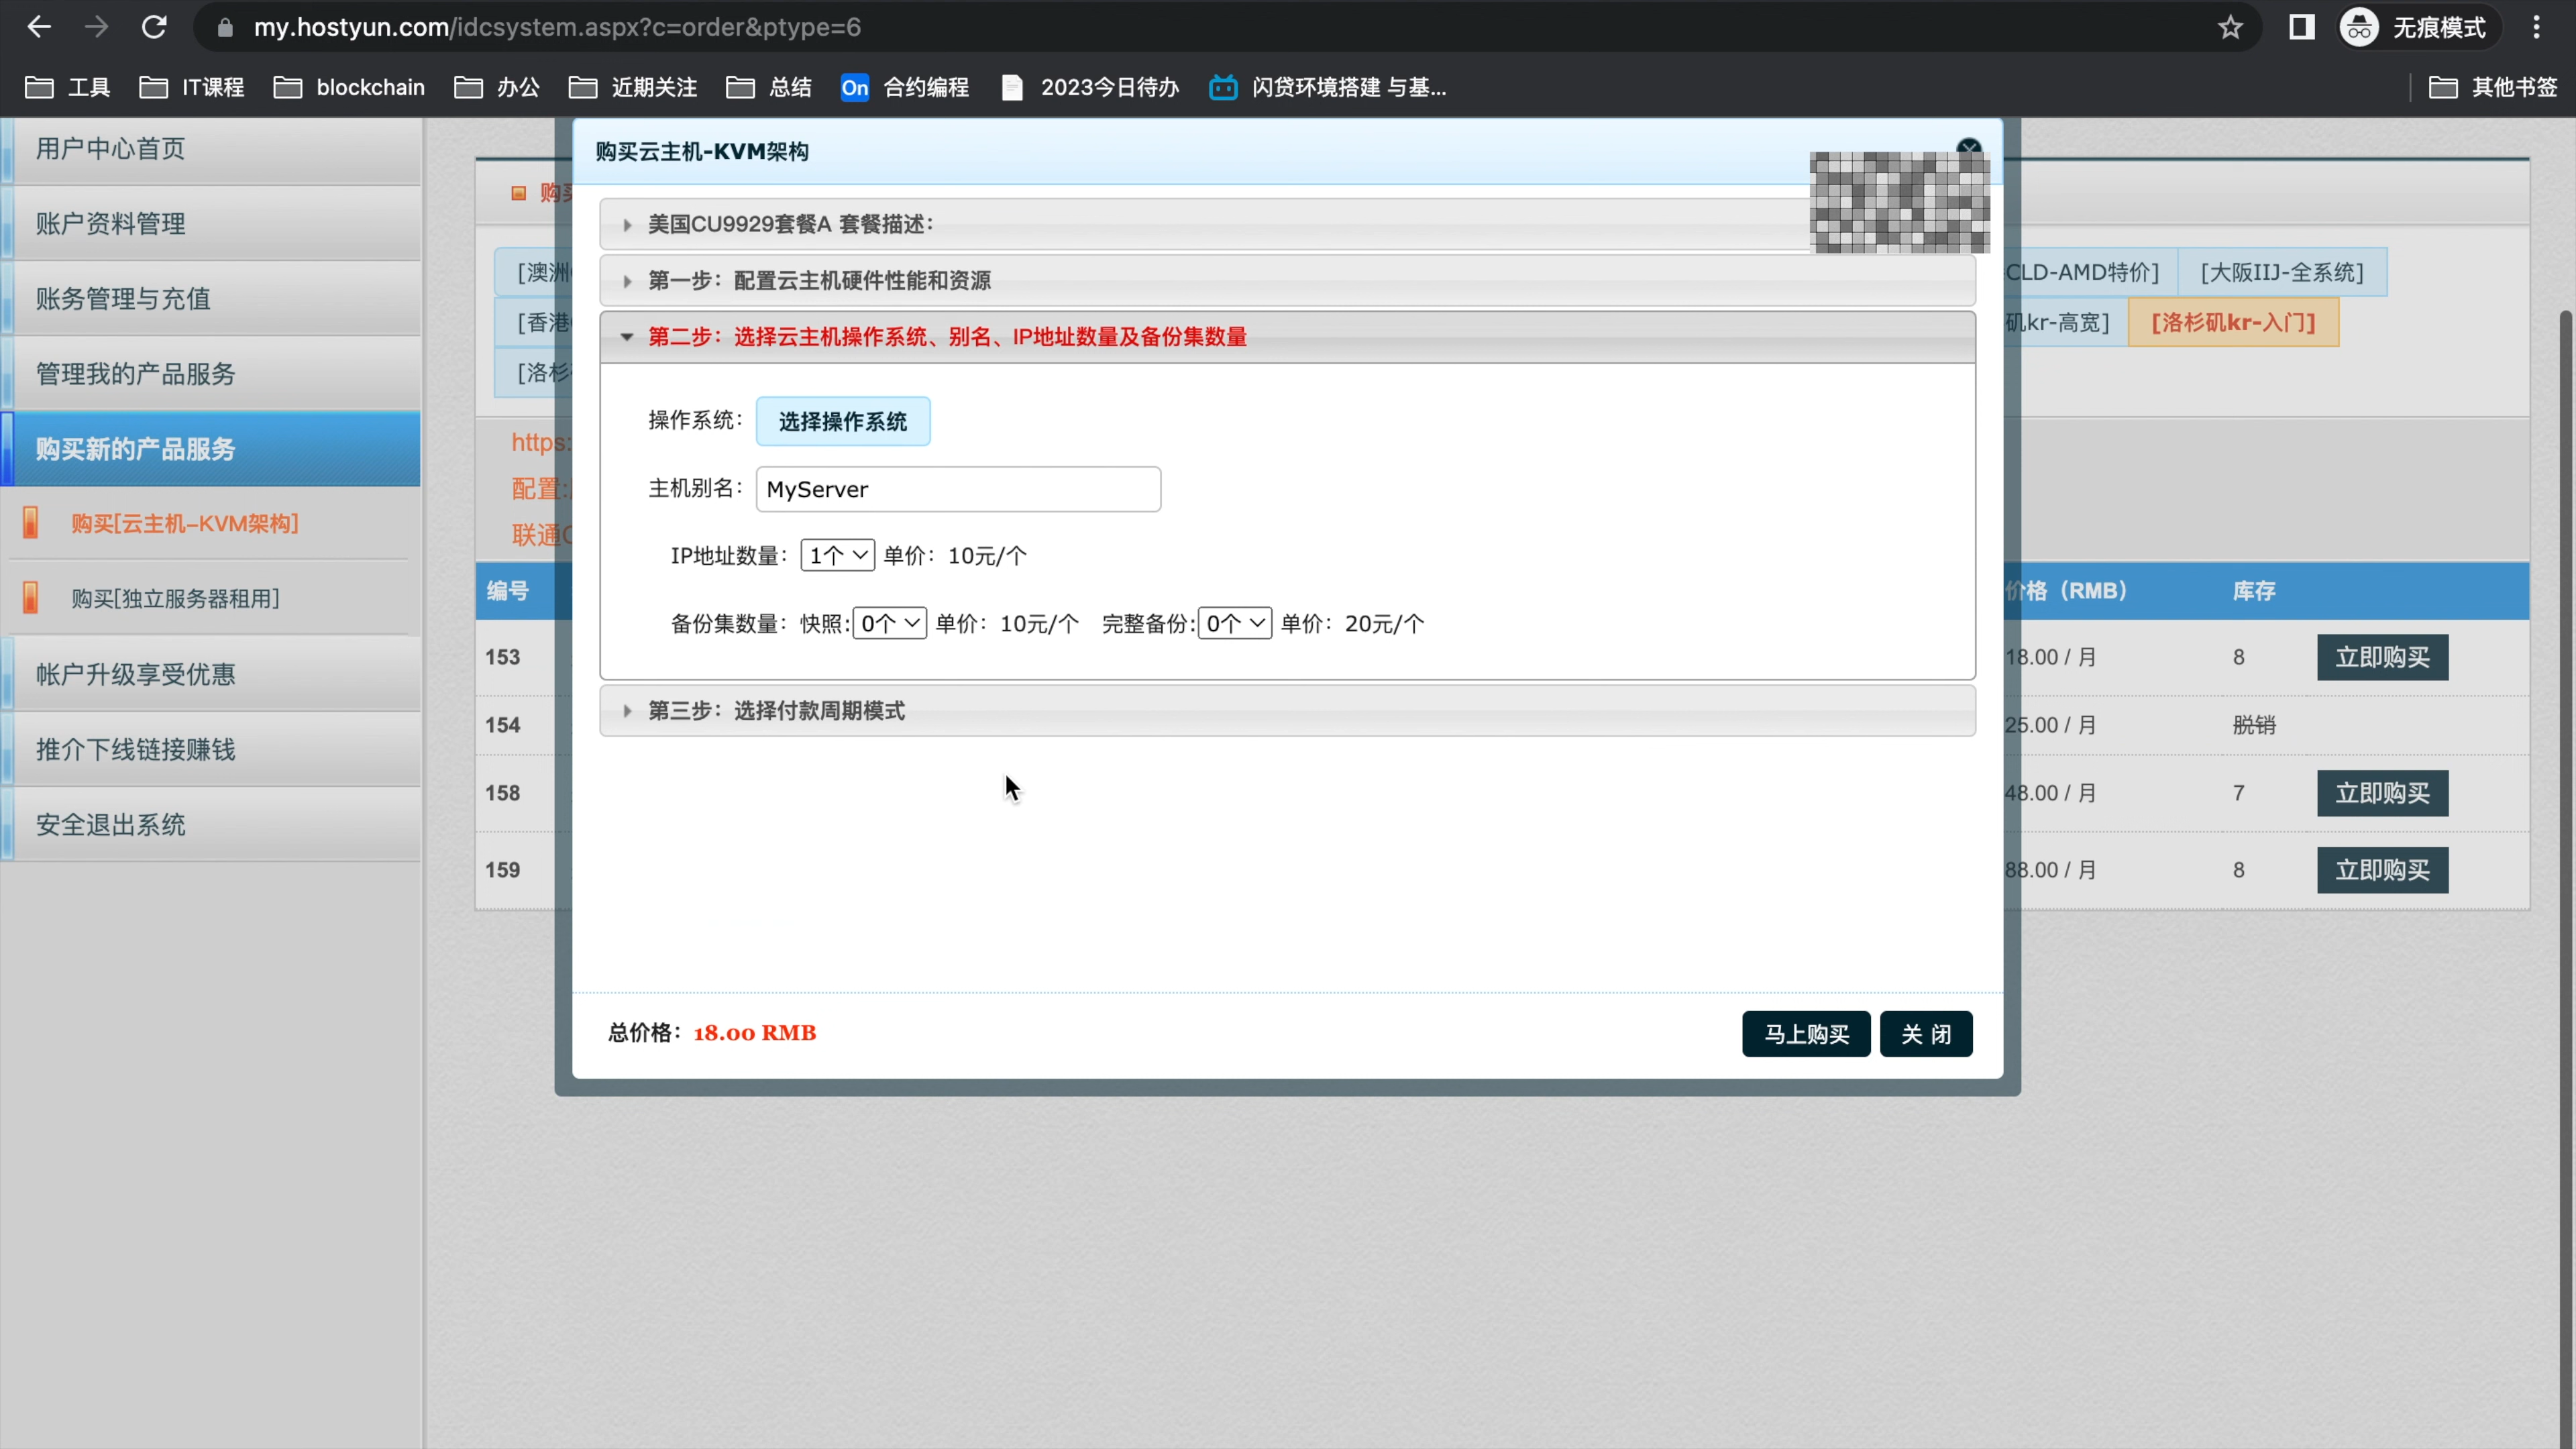 my.hostyun.com/idcsystem.aspx?c=order&ptype=6
无痕模式
工具
IT课程
blockchain
办公
近期关注
总结
On 合约编程
2023今日待办
闪贷环境搭建 与基...
其他书签
用户中心首页
账户资料管理
账务管理与充值
管理我的产品服务
购买新的产品服务
购买[云主机–KVM架构]
购买[独立服务器租用]
帐户升级享受优惠
推介下线链接赚钱
安全退出系统
购买云主机-KVM架构
美国CU9929套餐A 套餐描述：
第一步：配置云主机硬件性能和资源
第二步：选择云主机操作系统、别名、IP地址数量及备份集数量
操作系统： 选择操作系统
主机别名： MyServer
IP地址数量： 1个 单价：10元/个
备份集数量：快照: 0个 单价：10元/个 完整备份: 0个 单价：20元/个
第三步：选择付款周期模式
总价格：18.00 RMB
马上购买
关 闭
[澳洲
CLD-AMD特价]
[大阪IIJ-全系统]
[香港
kr-高宽]
[洛杉矶kr-入门]
[洛杉
https:
配置:
联通
编号
价格（RMB）
库存
153
18.00 / 月
8
立即购买
154
25.00 / 月
脱销
158
48.00 / 月
7
立即购买
159
88.00 / 月
8
立即购买